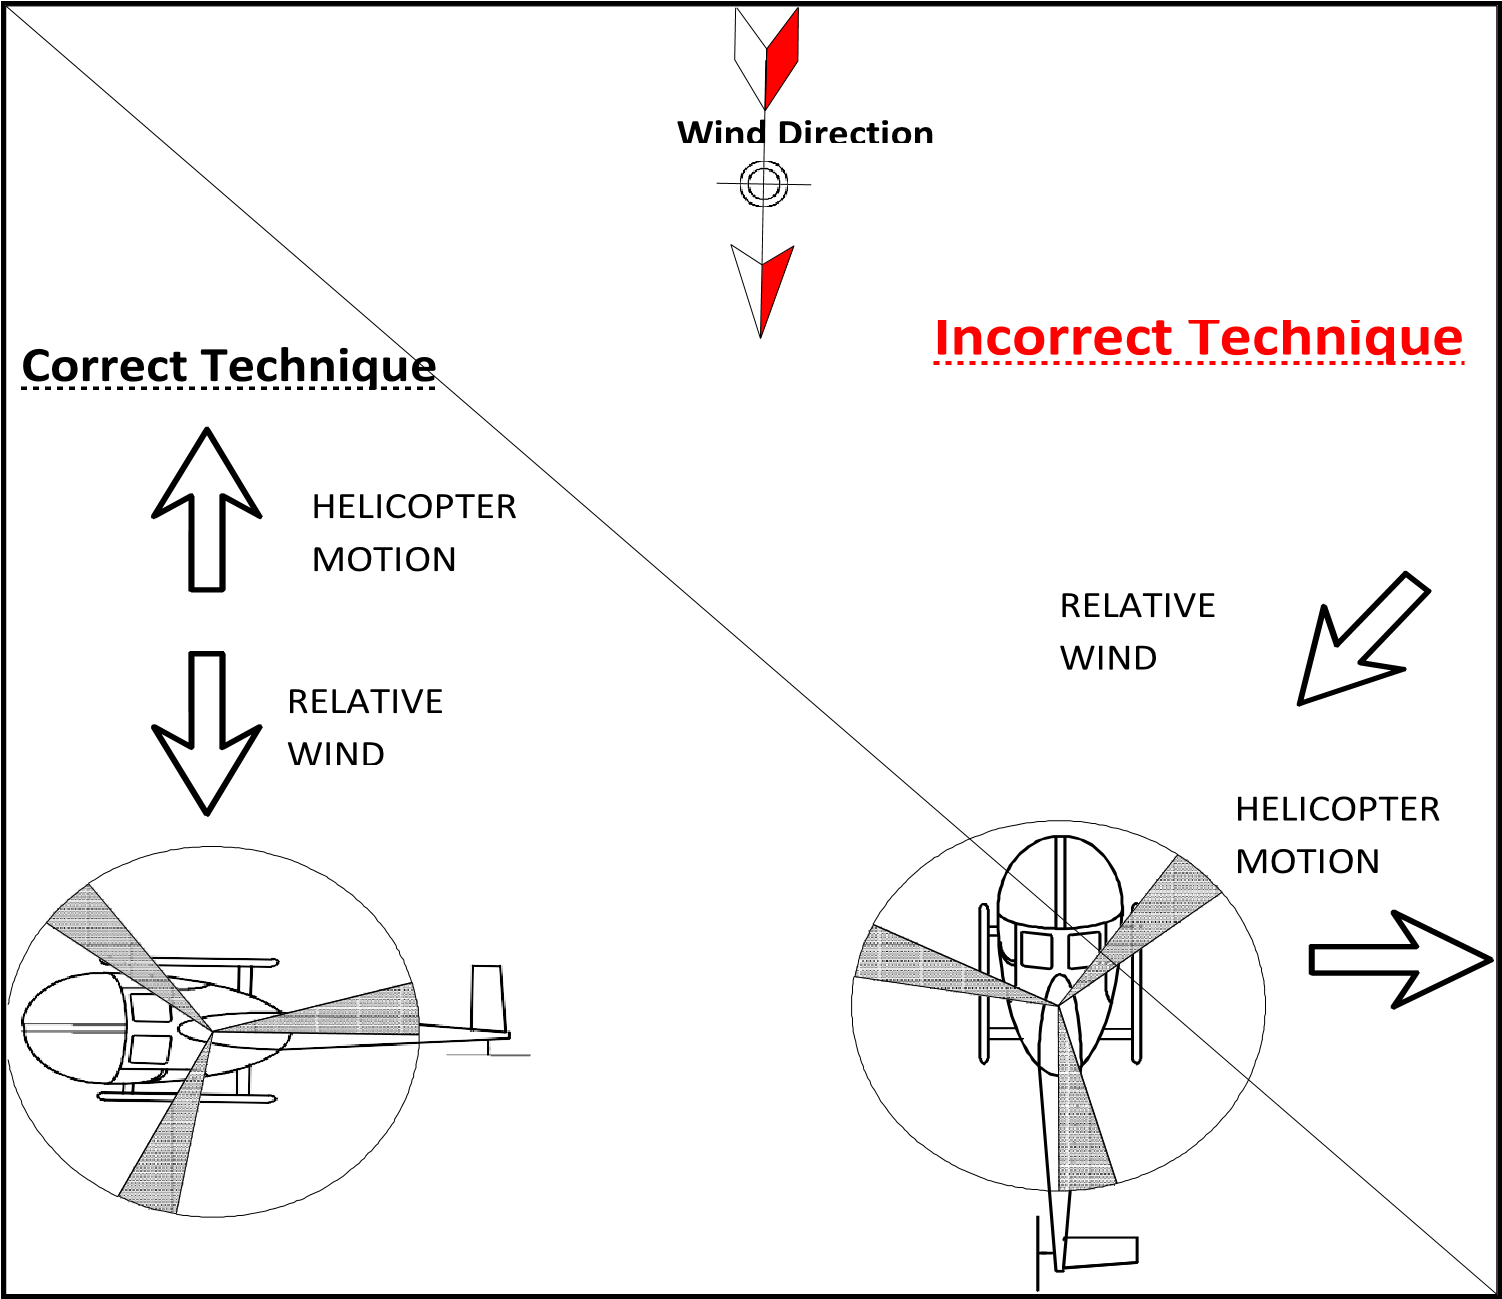 Wind Direction
Incorrect Technique
Correct Technique
HELICOPTER
MOTION
RELATIVE
WIND
RELATIVE
WIND
HELICOPTER
MOTION